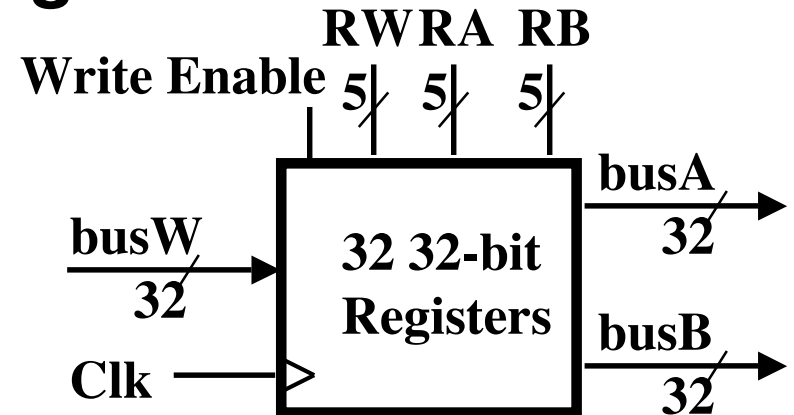 g
RW RA RB
Write Enable
5 5 5
busA
32
busW
32
32 32-bit
Registers
busB
32
Clk